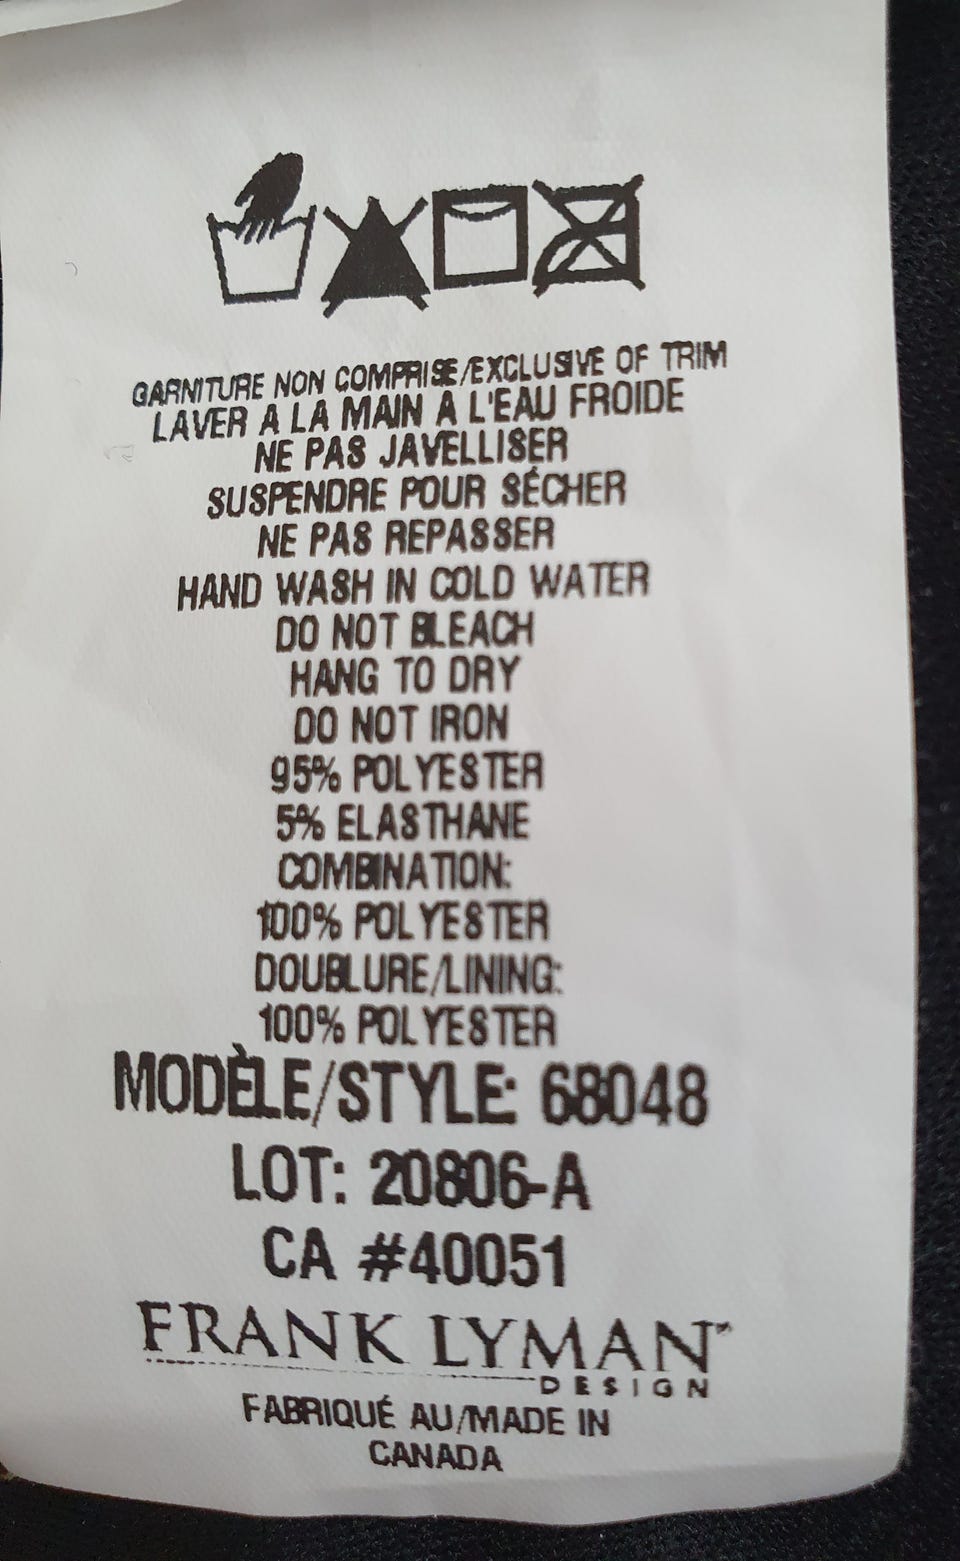 GARNITURE NON COMPRISE/EXCLUSIVE OF TRIM
LAVER A LA MAIN A L'EAU FROIDE
NE PAS JAVELLISER
SUSPENDRE POUR SÉCHER
NE PAS REPASSER
HAND WASH IN COLD WATER
DO NOT BLEACH
HANG TO DRY
DO NOT IRON
95% POLYESTER
5% ELASTHANE
COMBINATION:
100% POLYESTER
DOUBLURE/LINING:
100% POLYESTER
MODÈLE/STYLE: 68048
LOT: 20806-A
CA #40051
FRANK LYMAN™
DESIGN
FABRIQUÉ AU/MADE IN
CANADA